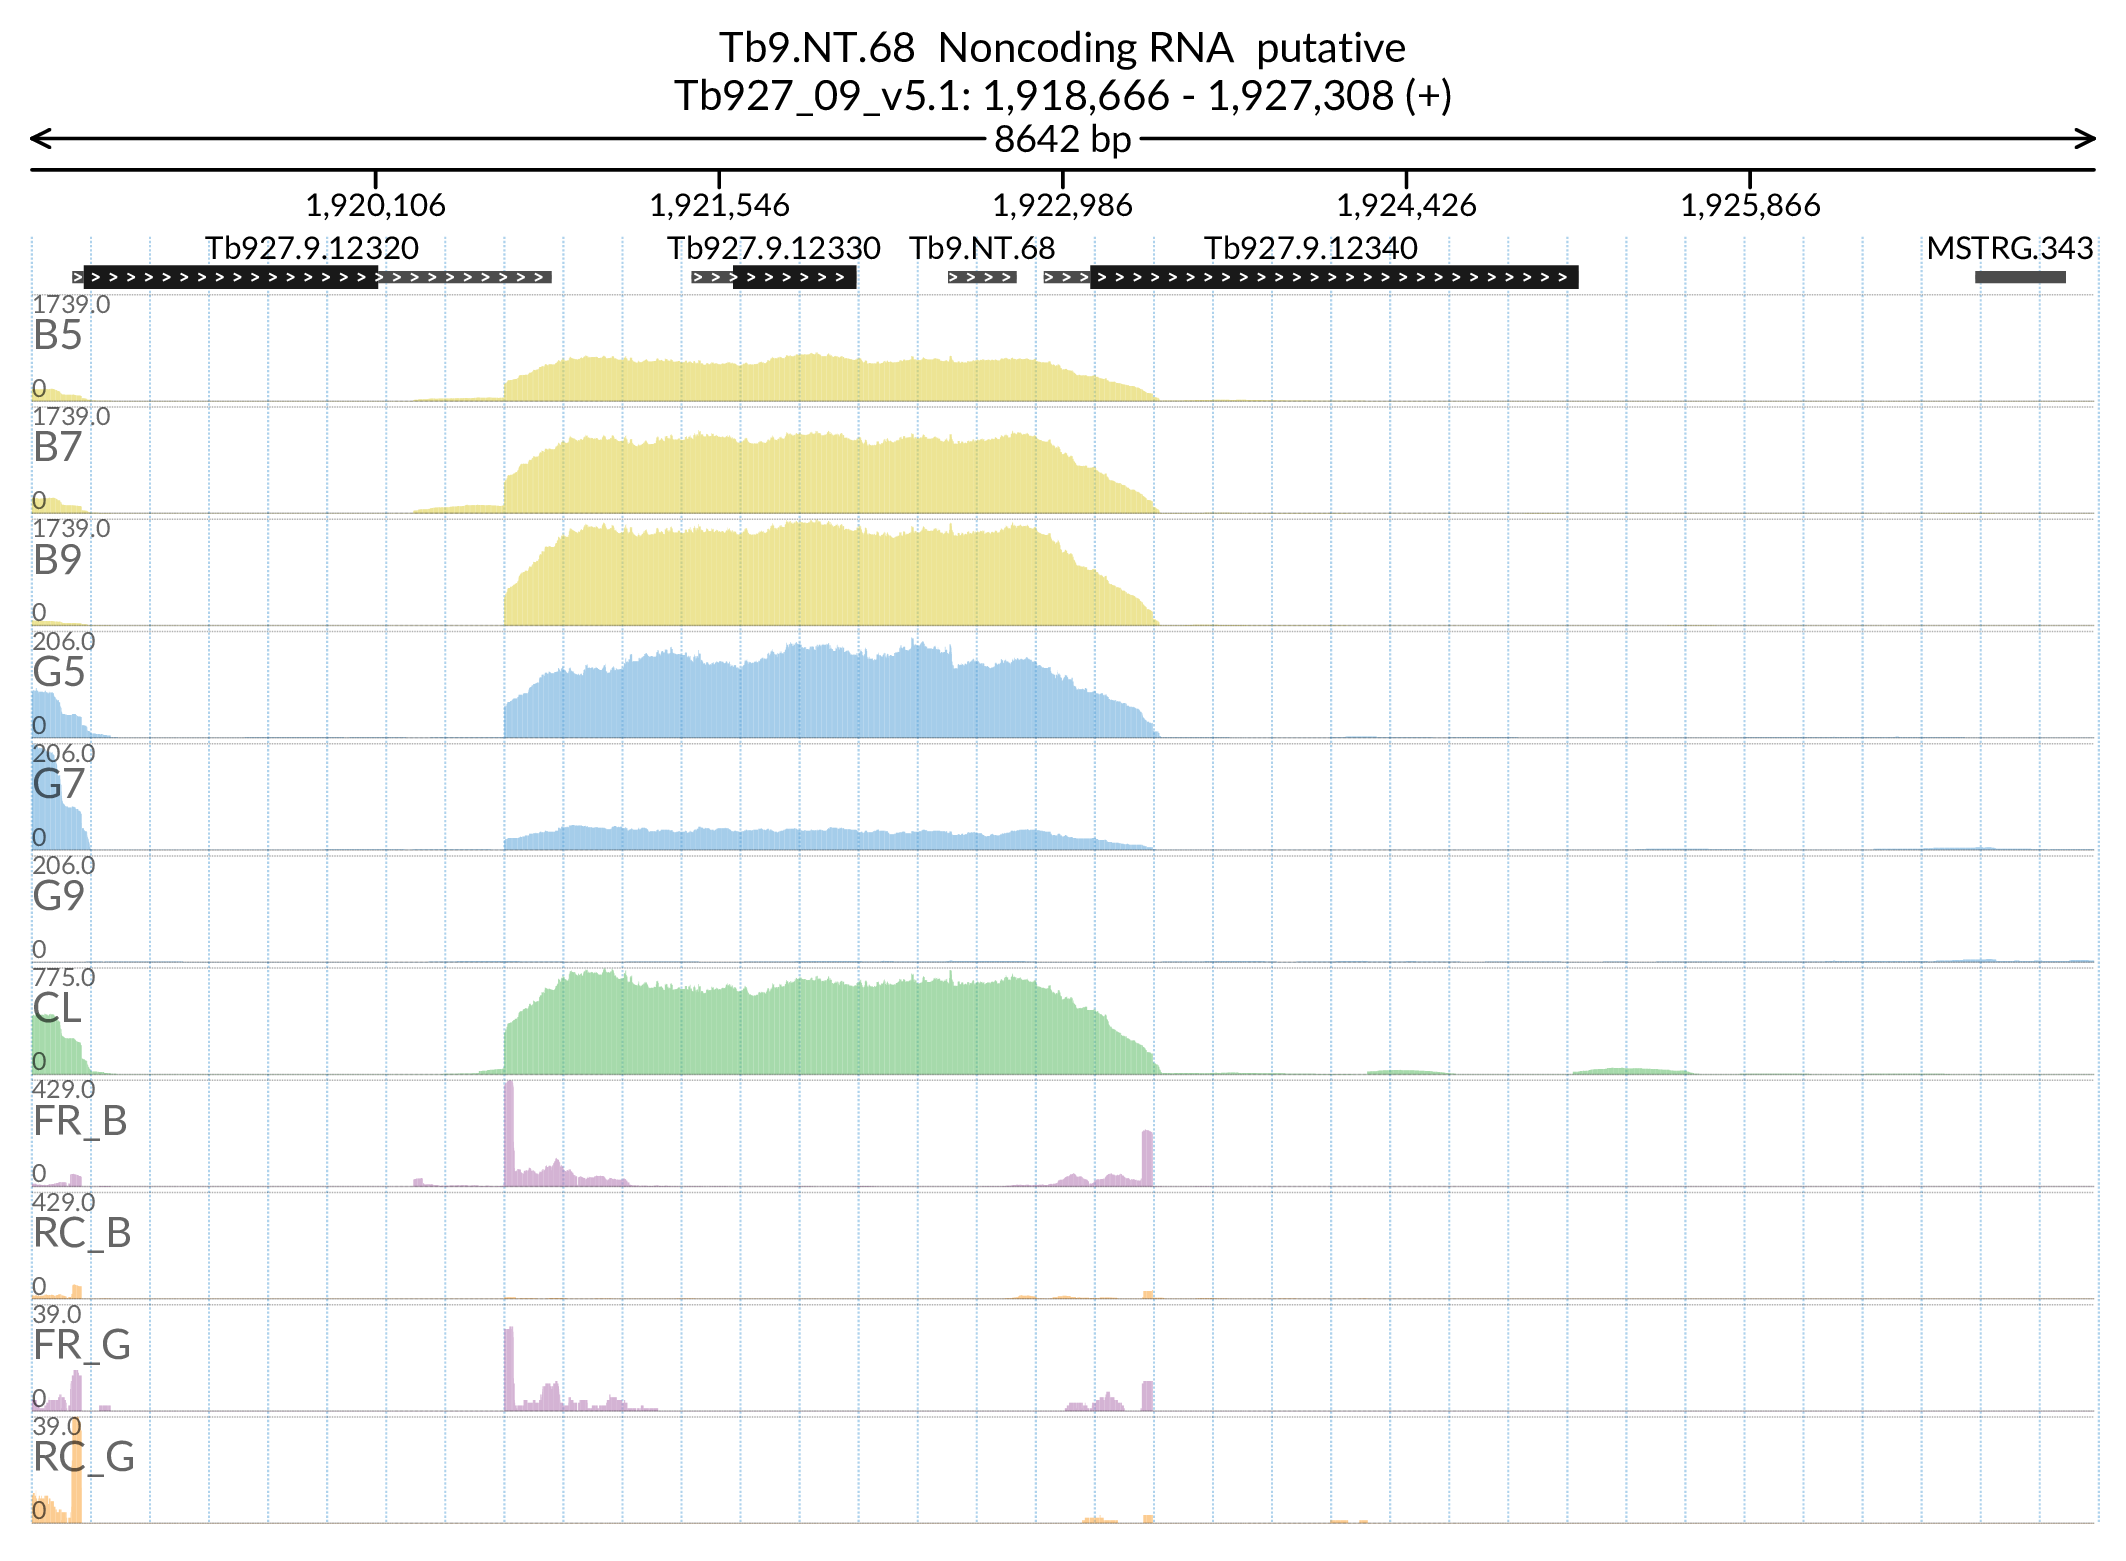 Tb9.NT.68 Noncoding RNA putative
Tb927_09_v5.1: 1,918,666 - 1,927,308 (+)
8642 bp
1,920,106 1,921,546 1,922,986 1,924,426 1,925,866
Tb927.9.12320 Tb927.9.12330 Tb9.NT.68 Tb927.9.12340 MSTRG.343
1739.0
B5
0
1739.0
B7
0
1739.0
B9
0
206.0
G5
0
206.0
G7
0
206.0
G9
0
775.0
CL
0
429.0
FR_B
0
429.0
RC_B
0
39.0
FR_G
0
39.0
RC_G
0